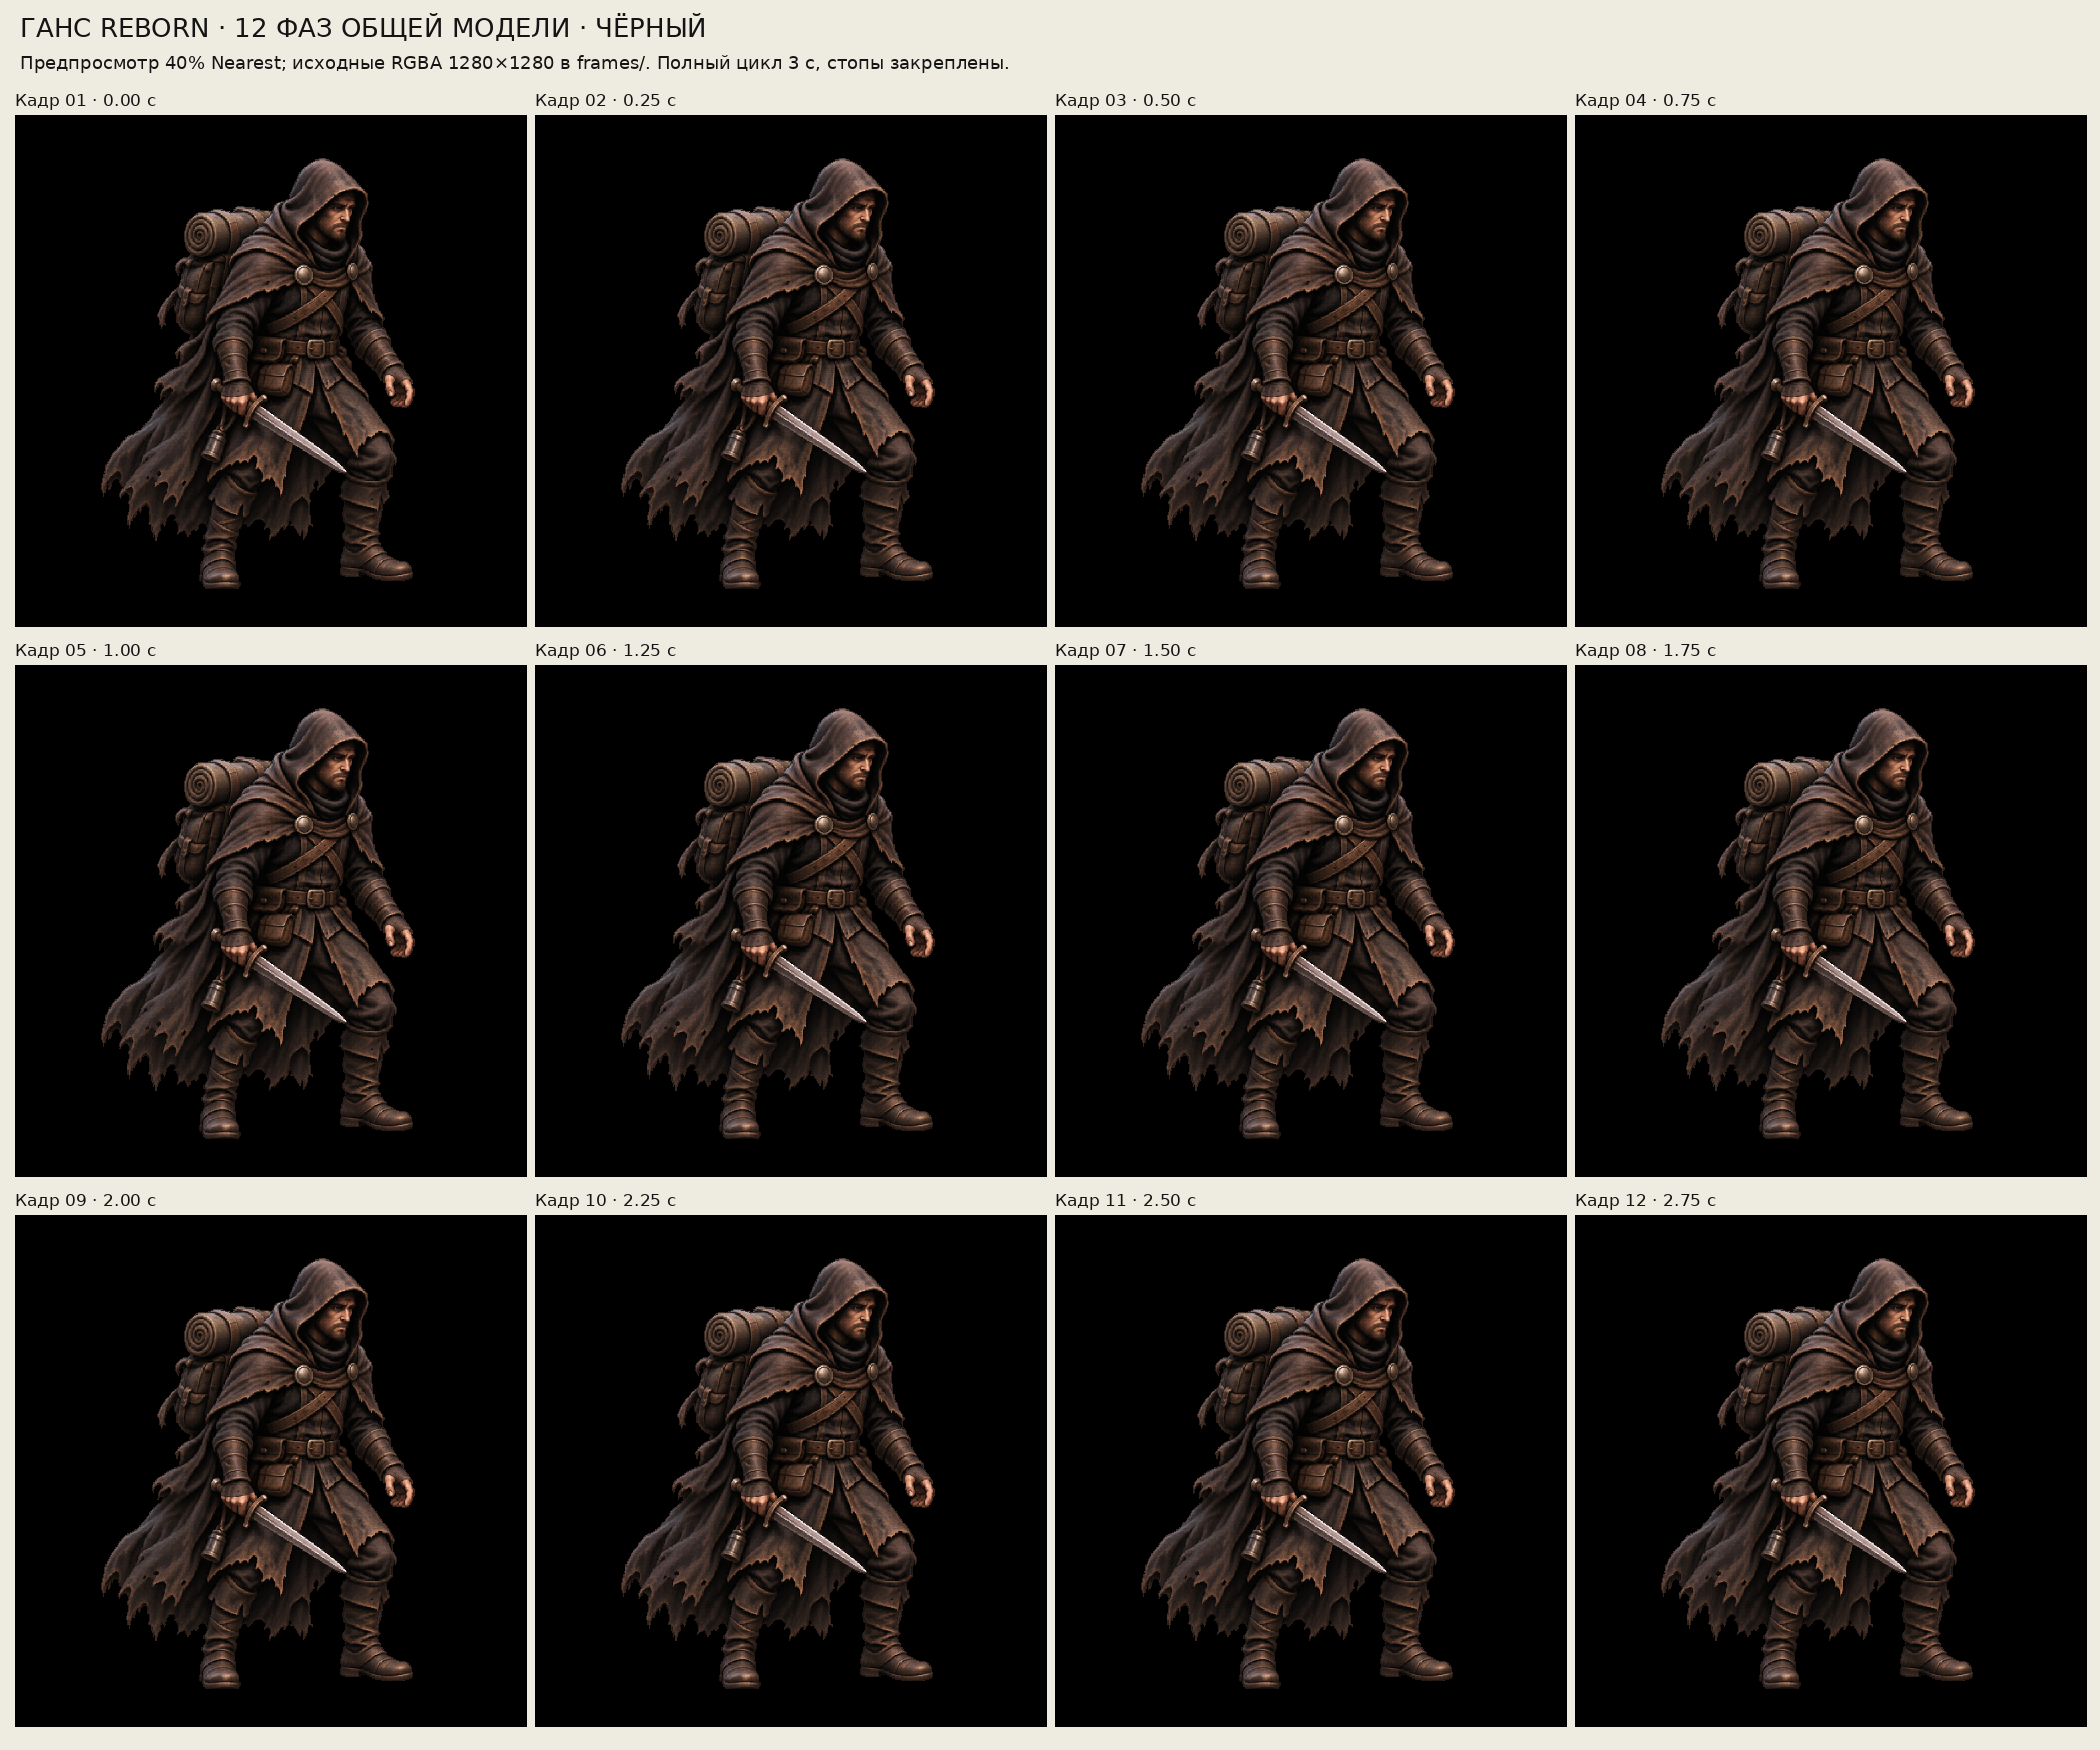 ГАНС REBORN · 12 ФАЗ ОБЩЕЙ МОДЕЛИ · ЧЁРНЫЙ
Предпросмотр 40% Nearest; исходные RGBA 1280×1280 в frames/. Полный цикл 3 с, стопы закреплены.
Кадр 01 · 0.00 с
Кадр 02 · 0.25 с
Кадр 03 · 0.50 с
Кадр 04 · 0.75 с
Кадр 05 · 1.00 с
Кадр 06 · 1.25 с
Кадр 07 · 1.50 с
Кадр 08 · 1.75 с
Кадр 09 · 2.00 с
Кадр 10 · 2.25 с
Кадр 11 · 2.50 с
Кадр 12 · 2.75 с